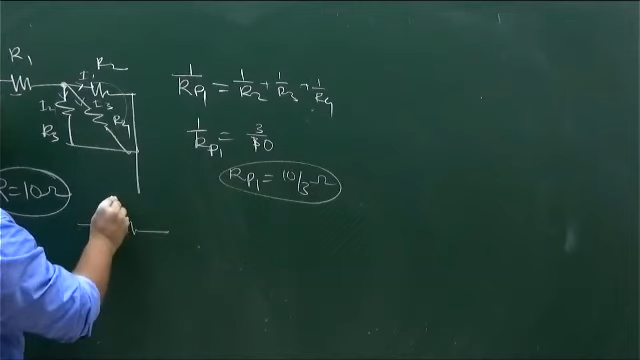 R1
R2
I1
I2
I3
R3
R4
R=10Ω
1/RP1 = 1/R2 + 1/R3 + 1/R4
1/RP1 = 3/10
RP1 = 10/3 Ω